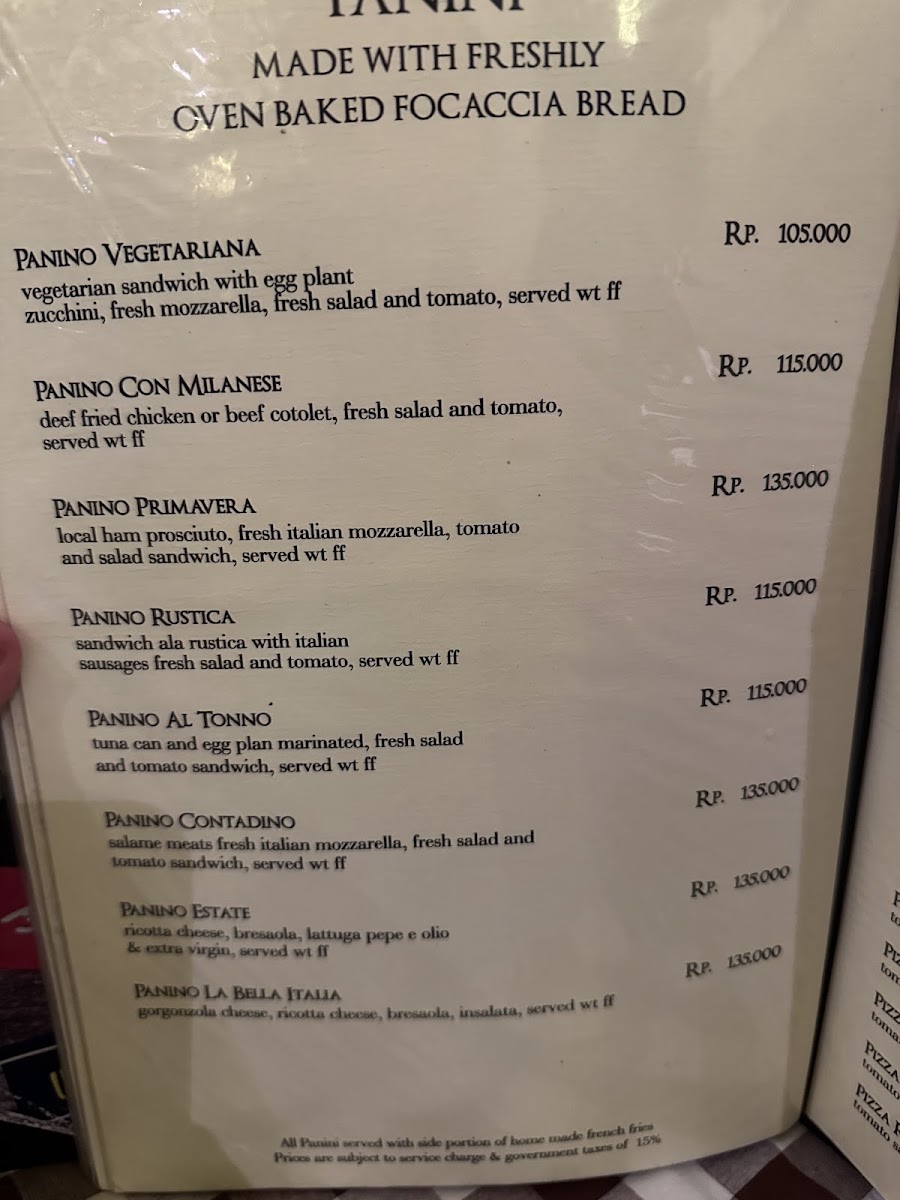 PANINI
MADE WITH FRESHLY
OVEN BAKED FOCACCIA BREAD
PANINO VEGETARIANA RP. 105.000
vegetarian sandwich with egg plant
zucchini, fresh mozzarella, fresh salad and tomato, served wt ff
PANINO CON MILANESE RP. 115.000
deef fried chicken or beef cotolet, fresh salad and tomato,
served wt ff
PANINO PRIMAVERA RP. 135.000
local ham prosciuto, fresh italian mozzarella, tomato
and salad sandwich, served wt ff
PANINO RUSTICA RP. 115.000
sandwich ala rustica with italian
sausages fresh salad and tomato, served wt ff
PANINO AL TONNO RP. 115.000
tuna can and egg plan marinated, fresh salad
and tomato sandwich, served wt ff
PANINO CONTADINO RP. 135.000
salame meats fresh italian mozzarella, fresh salad and
tomato sandwich, served wt ff
PANINO ESTATE RP. 135.000
ricotta cheese, bresaola, lattuga pepe e olio
& extra virgin, served wt ff
PANINO LA BELLA ITALIA RP. 135.000
gorgonzola cheese, ricotta cheese, bresaola, insalata, served wt ff
All Panini served with side portion of home made french fries
Prices are subject to service charge & government taxes of 15%
PIZZA
tomato
PIZZA
tomato